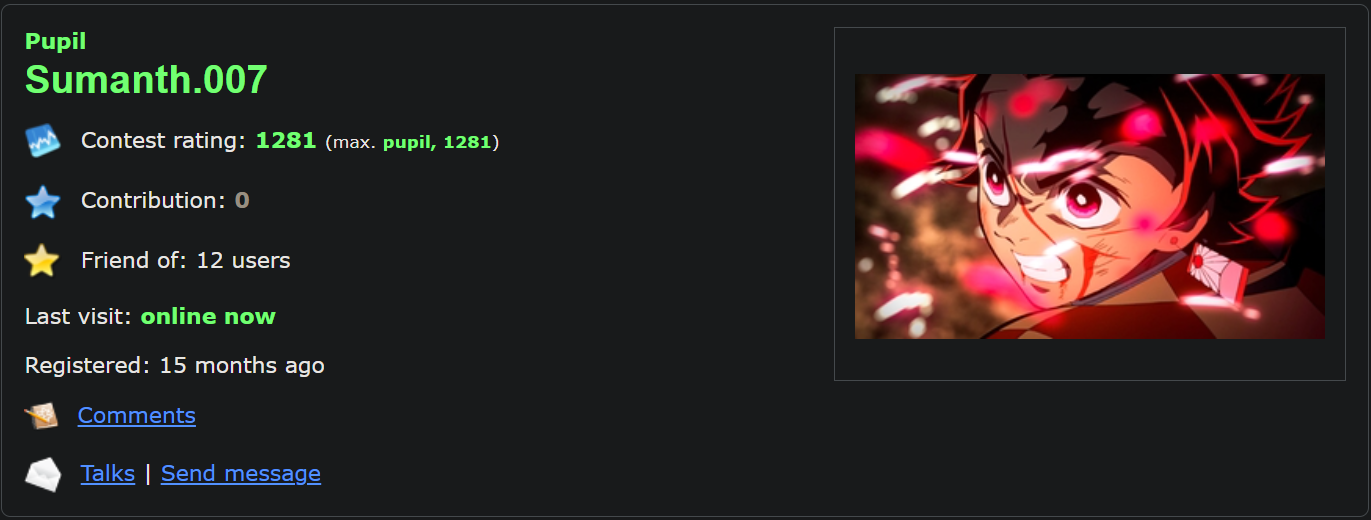 Pupil
Sumanth.007
Contest rating: 1281 (max. pupil, 1281)
Contribution: 0
Friend of: 12 users
Last visit: online now
Registered: 15 months ago
Comments
Talks | Send message